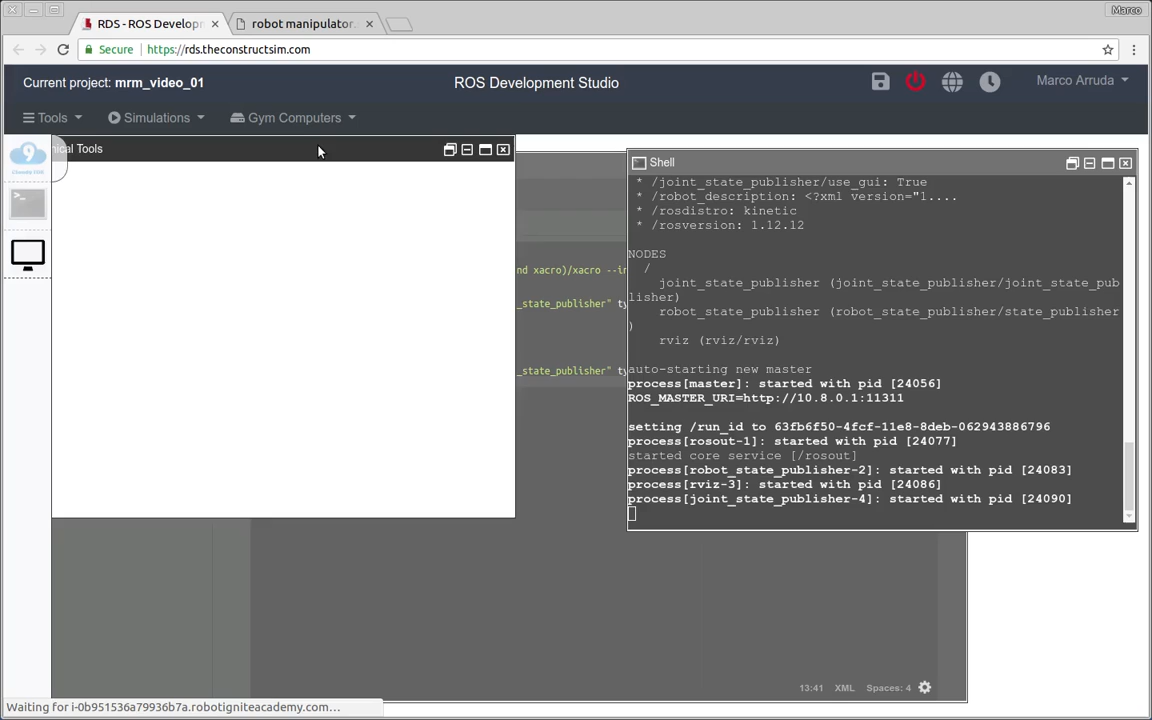 Marco
RDS - ROS Develop
robot manipulator.
Secure
https://rds.theconstructsim.com
Current project: mrm_video_01
ROS Development Studio
Marco Arruda
Tools
Simulations
Gym Computers
ical Tools
Shell
* /joint_state_publisher/use_gui: True
* /robot_description: <?xml version="1....
* /rosdistro: kinetic
* /rosversion: 1.12.12
NODES
/
joint_state_publisher (joint_state_publisher/joint_state_pub
lisher)
robot_state_publisher (robot_state_publisher/state_publisher
)
rviz (rviz/rviz)
auto-starting new master
process[master]: started with pid [24056]
ROS_MASTER_URI=http://10.8.0.1:11311
setting /run_id to 63fb6f50-4fcf-11e8-8deb-062943886796
process[rosout-1]: started with pid [24077]
started core service [/rosout]
process[robot_state_publisher-2]: started with pid [24083]
process[rviz-3]: started with pid [24086]
process[joint_state_publisher-4]: started with pid [24090]
nd xacro)/xacro --in
_state_publisher" ty
_state_publisher" ty
13:41
XML
Spaces: 4
Waiting for i-0b951536a79936b7a.robotigniteacademy.com...